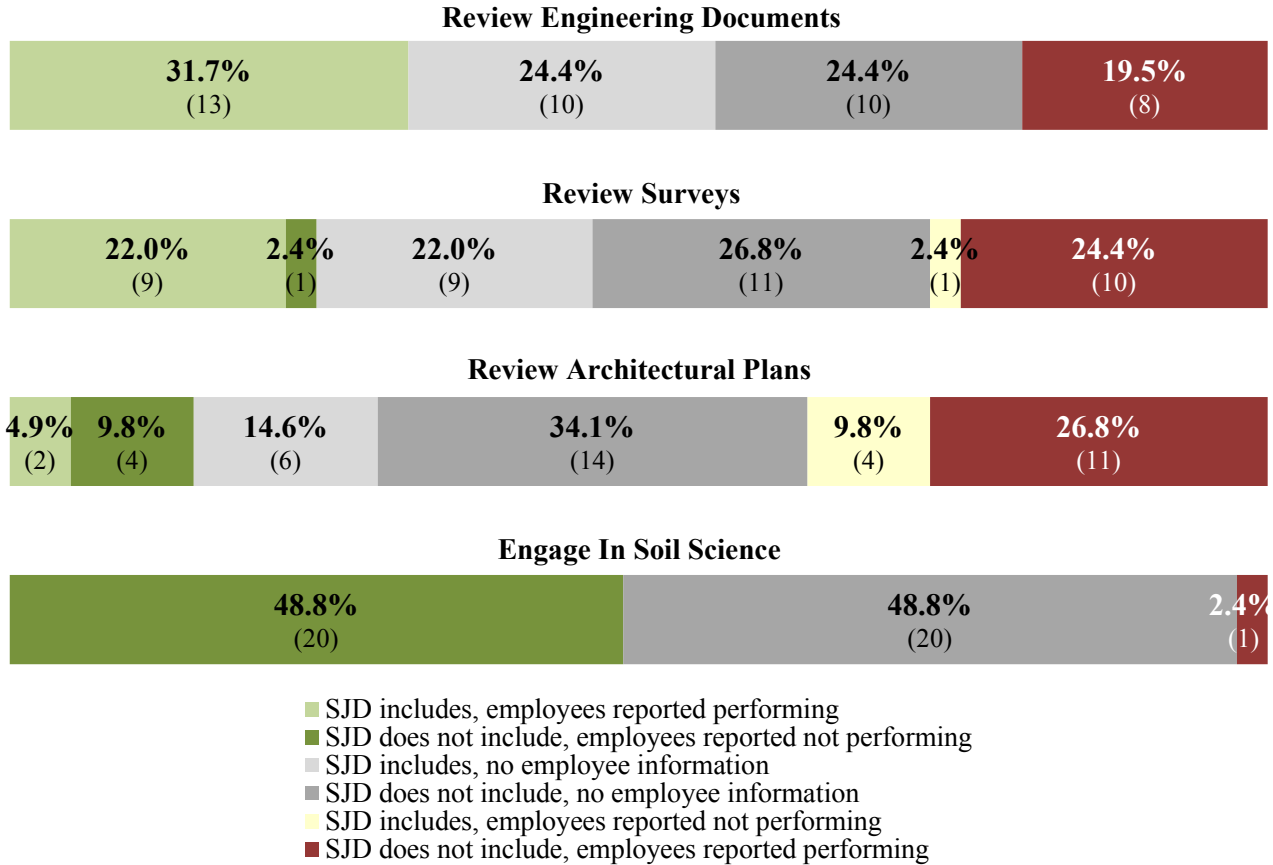 Review Engineering Documents
31.7% 24.4% 24.4% 19.5%
(13) (10) (10) (8)
Review Surveys
22.0% 2.4% 22.0% 26.8% 2.4% 24.4%
(9) (1) (9) (11) (1) (10)
Review Architectural Plans
4.9% 9.8% 14.6% 34.1% 9.8% 26.8%
(2) (4) (6) (14) (4) (11)
Engage In Soil Science
48.8% 48.8% 2.4%
(20) (20) (1)
SJD includes, employees reported performing
SJD does not include, employees reported not performing
SJD includes, no employee information
SJD does not include, no employee information
SJD includes, employees reported not performing
SJD does not include, employees reported performing